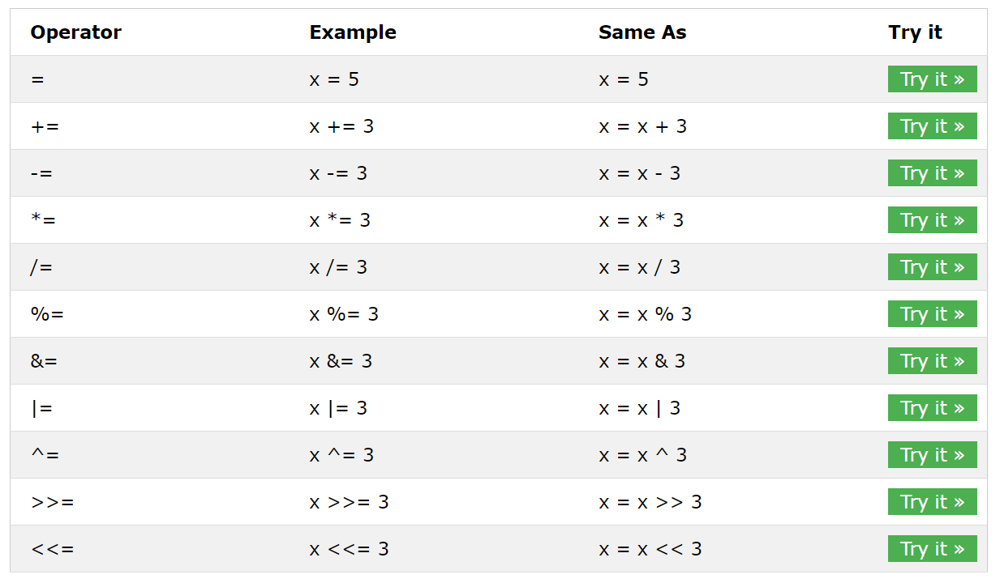 Operator Example Same As Try it
= x = 5 x = 5 Try it »
+= x += 3 x = x + 3 Try it »
-= x -= 3 x = x - 3 Try it »
*= x *= 3 x = x * 3 Try it »
/= x /= 3 x = x / 3 Try it »
%= x %= 3 x = x % 3 Try it »
&= x &= 3 x = x & 3 Try it »
|= x |= 3 x = x | 3 Try it »
^= x ^= 3 x = x ^ 3 Try it »
>>= x >>= 3 x = x >> 3 Try it »
<<= x <<= 3 x = x << 3 Try it »